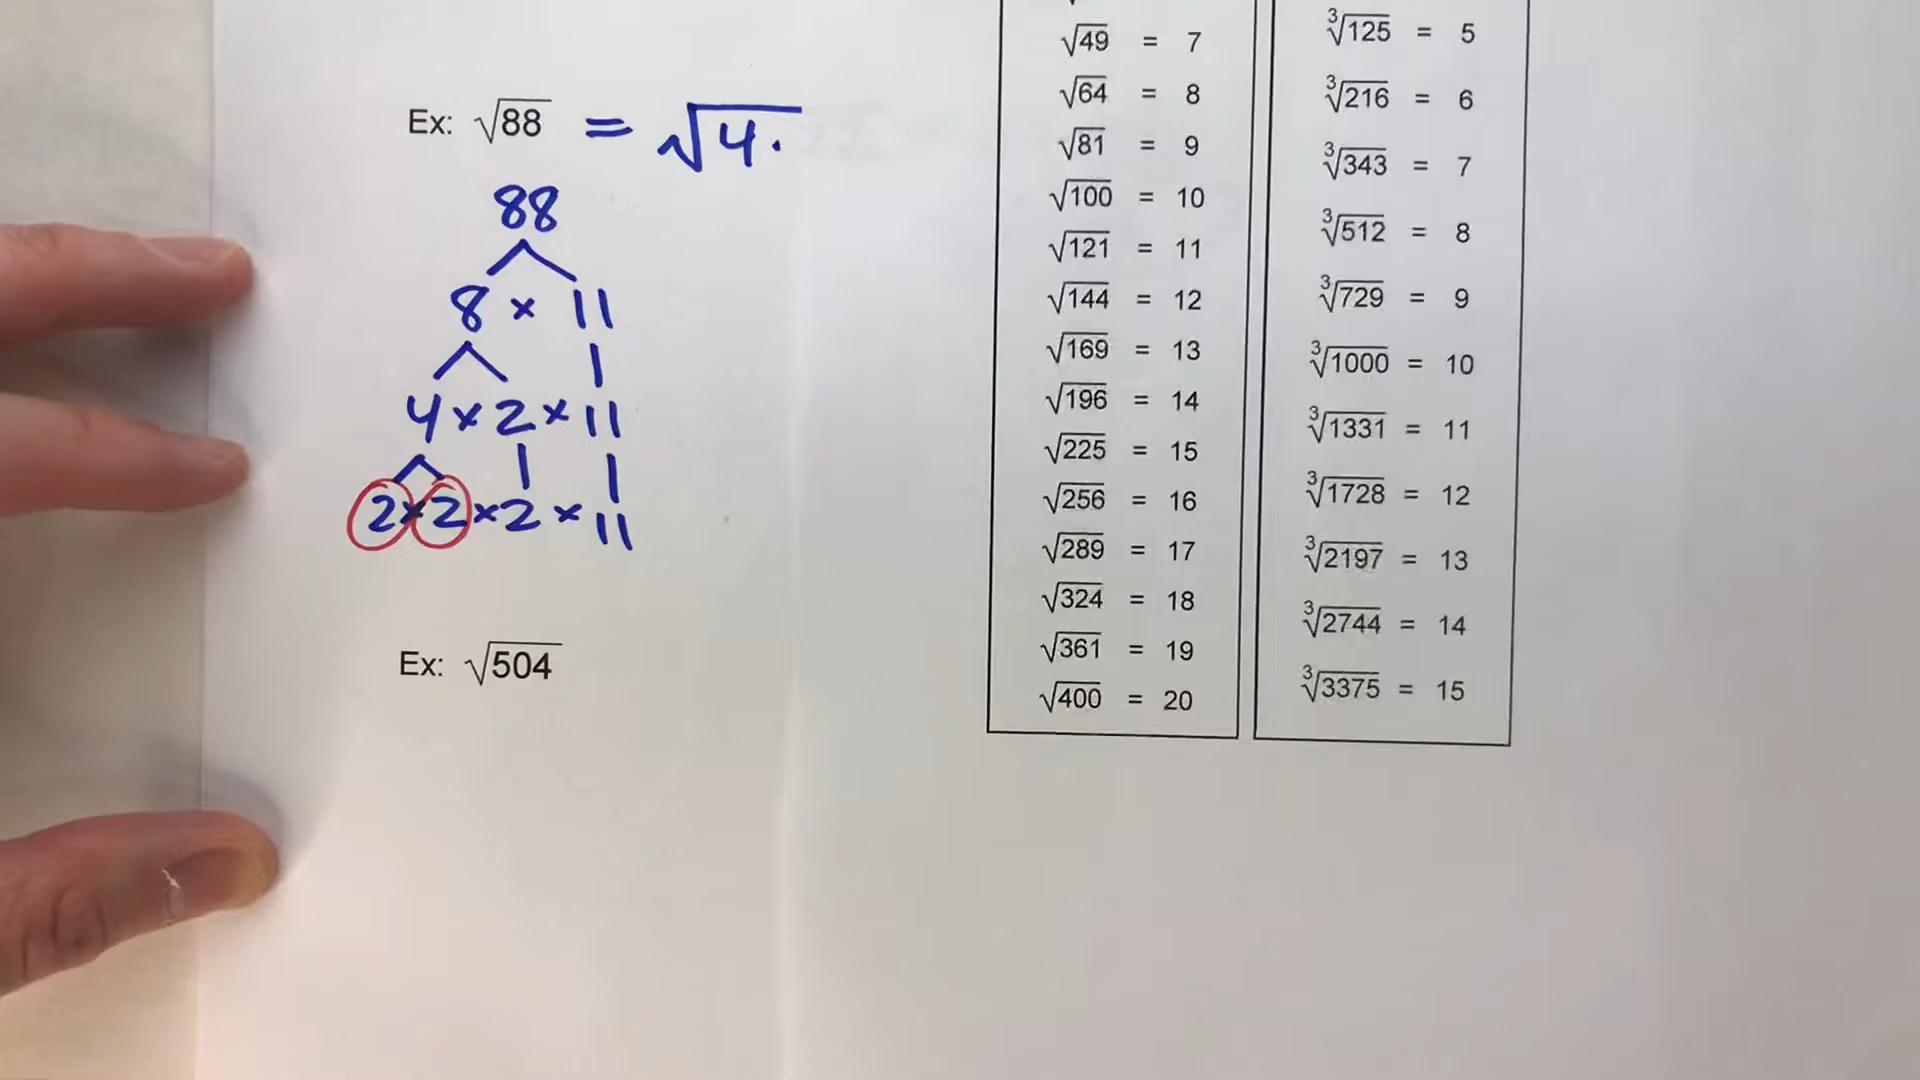 Ex: √88 = √4·
88
8 × 11
4 × 2 × 11
2 × 2 × 2 × 11
Ex: √504
√49 = 7
√64 = 8
√81 = 9
√100 = 10
√121 = 11
√144 = 12
√169 = 13
√196 = 14
√225 = 15
√256 = 16
√289 = 17
√324 = 18
√361 = 19
√400 = 20
∛125 = 5
∛216 = 6
∛343 = 7
∛512 = 8
∛729 = 9
∛1000 = 10
∛1331 = 11
∛1728 = 12
∛2197 = 13
∛2744 = 14
∛3375 = 15